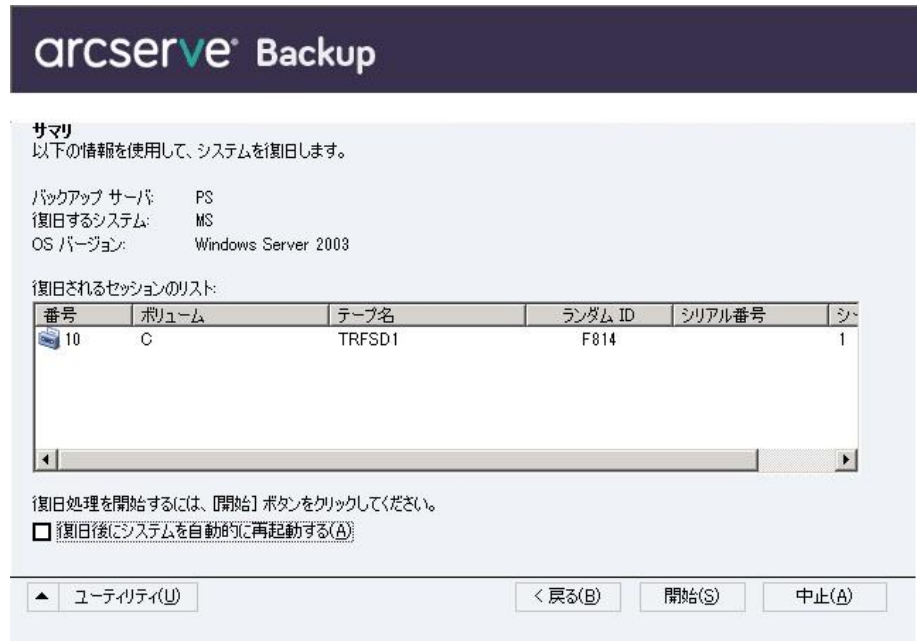 arcserve® Backup
サマリ
以下の情報を使用して、システムを復旧します。
バックアップ サーバ: PS
復旧するシステム: MS
OS バージョン: Windows Server 2003
復旧されるセッションのリスト:
番号 ボリューム テープ名 ランダム ID シリアル番号 シー
10 C TRFSD1 F814 1
復旧処理を開始するには、[開始] ボタンをクリックしてください。
復旧後にシステムを自動的に再起動する(A)
ユーティリティ(U) < 戻る(B) 開始(S) 中止(A)